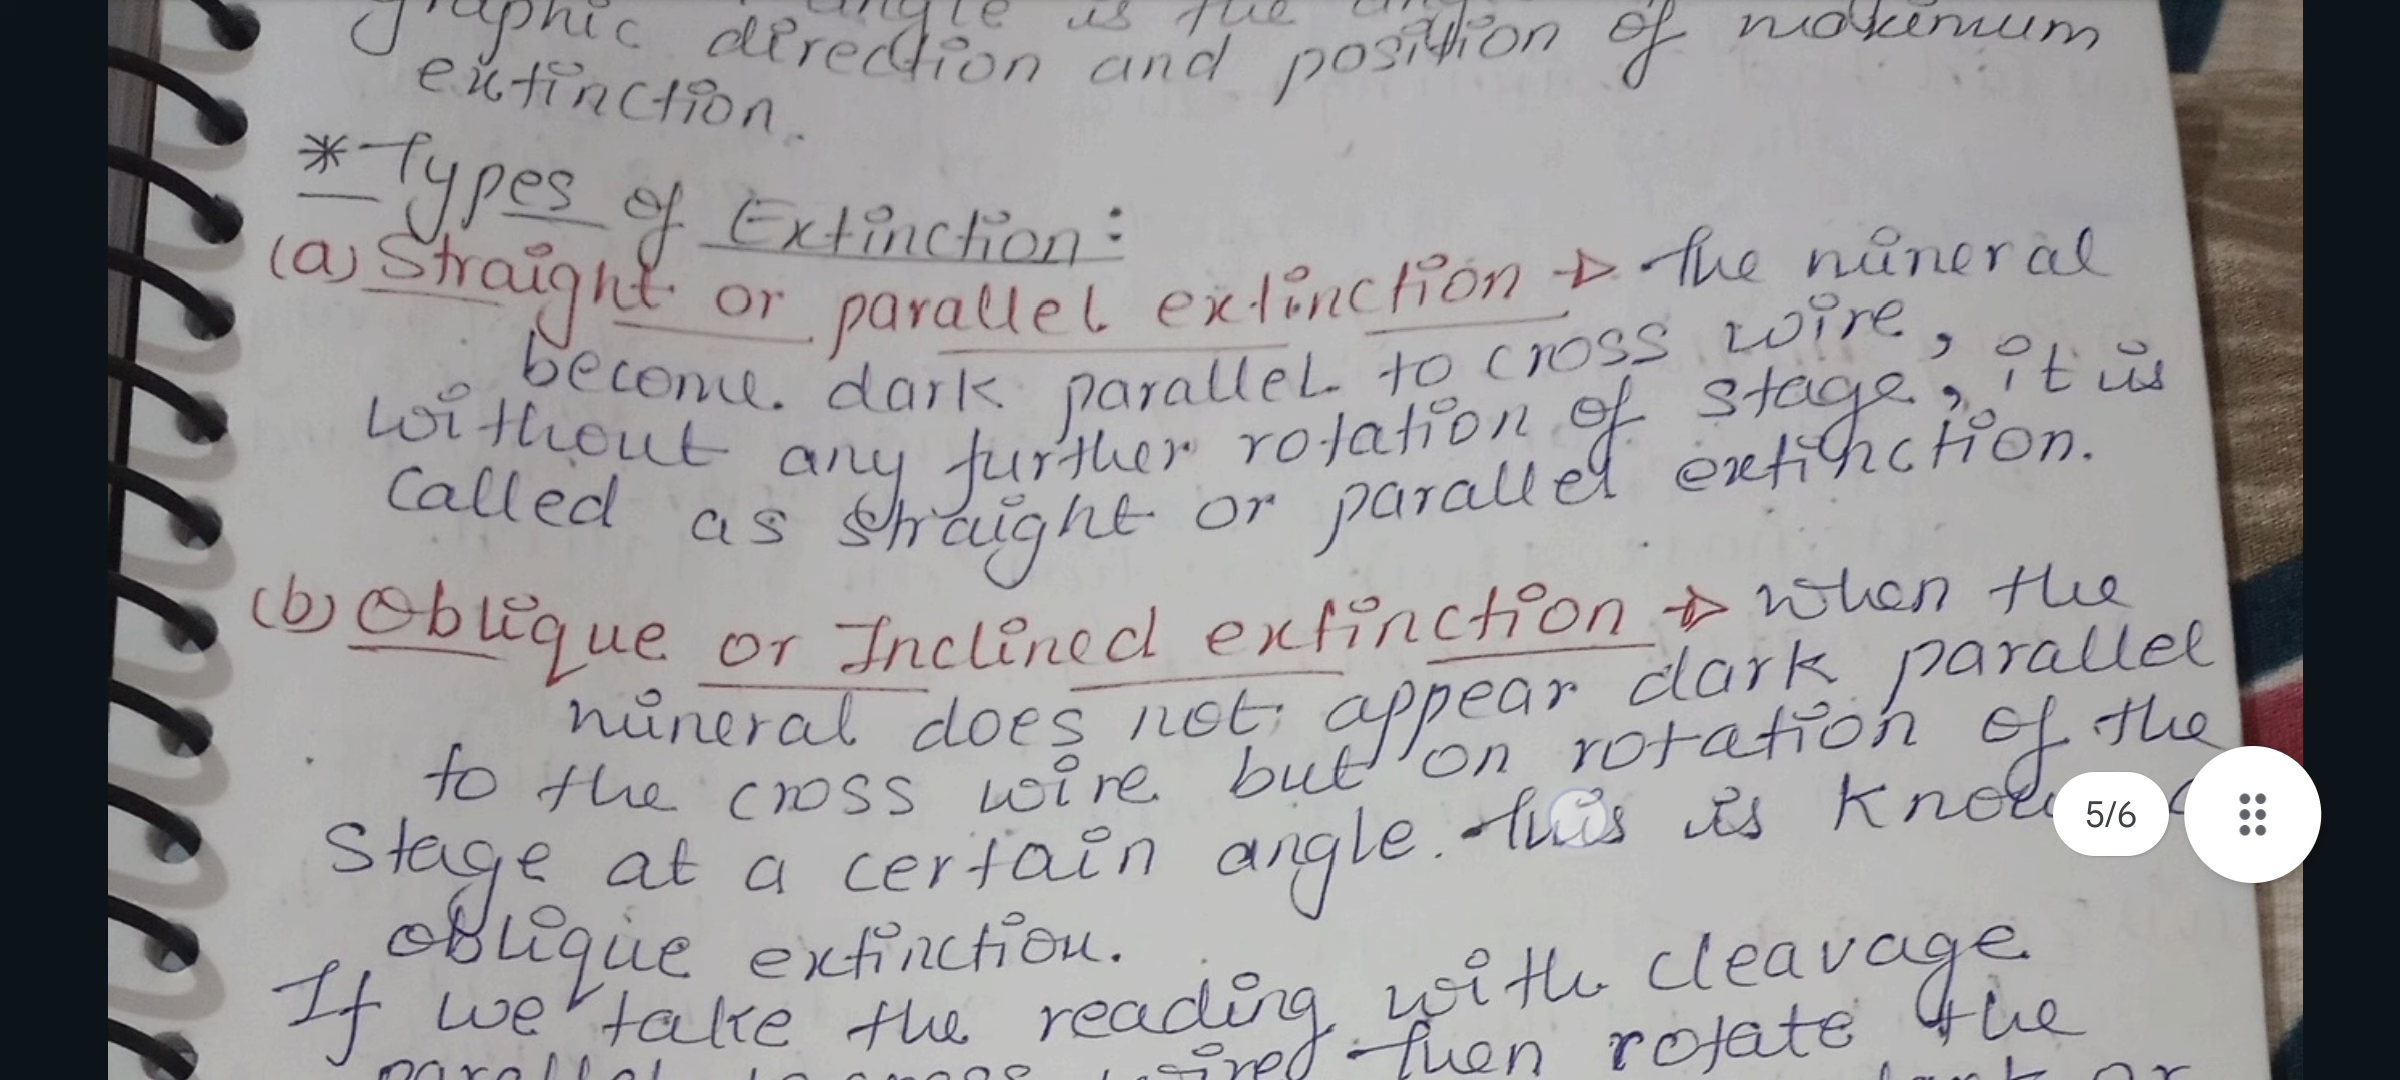 graphic direction and position of maximum
extinction.
* Types of Extinction:
(a) Straight or parallel extinction → The mineral
become dark parallel to cross wire,
without any further rotation of stage, it is
called as straight or parallel extinction.
(b) Oblique or Inclined extinction → when the
mineral does not appear dark parallel
to the cross wire but on rotation of the
Stage at a certain angle. This is
oblique extinction.
If we take the reading with cleavage
parallel to cross wired then rotate the
5/6